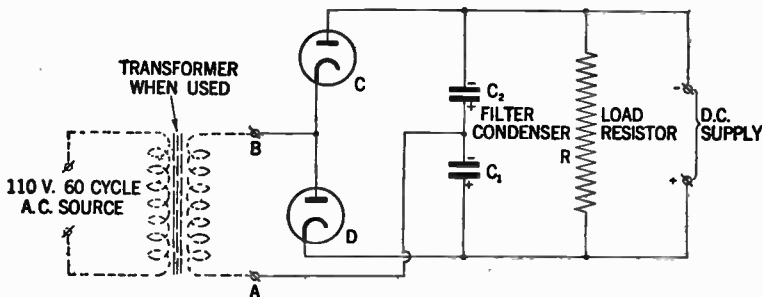 TRANSFORMER
WHEN USED
110 V. 60 CYCLE
A.C. SOURCE
B
A
C
D
-
C2
+
-
C1
+
FILTER
CONDENSER
LOAD
RESISTOR
R
-
D.C.
SUPPLY
+